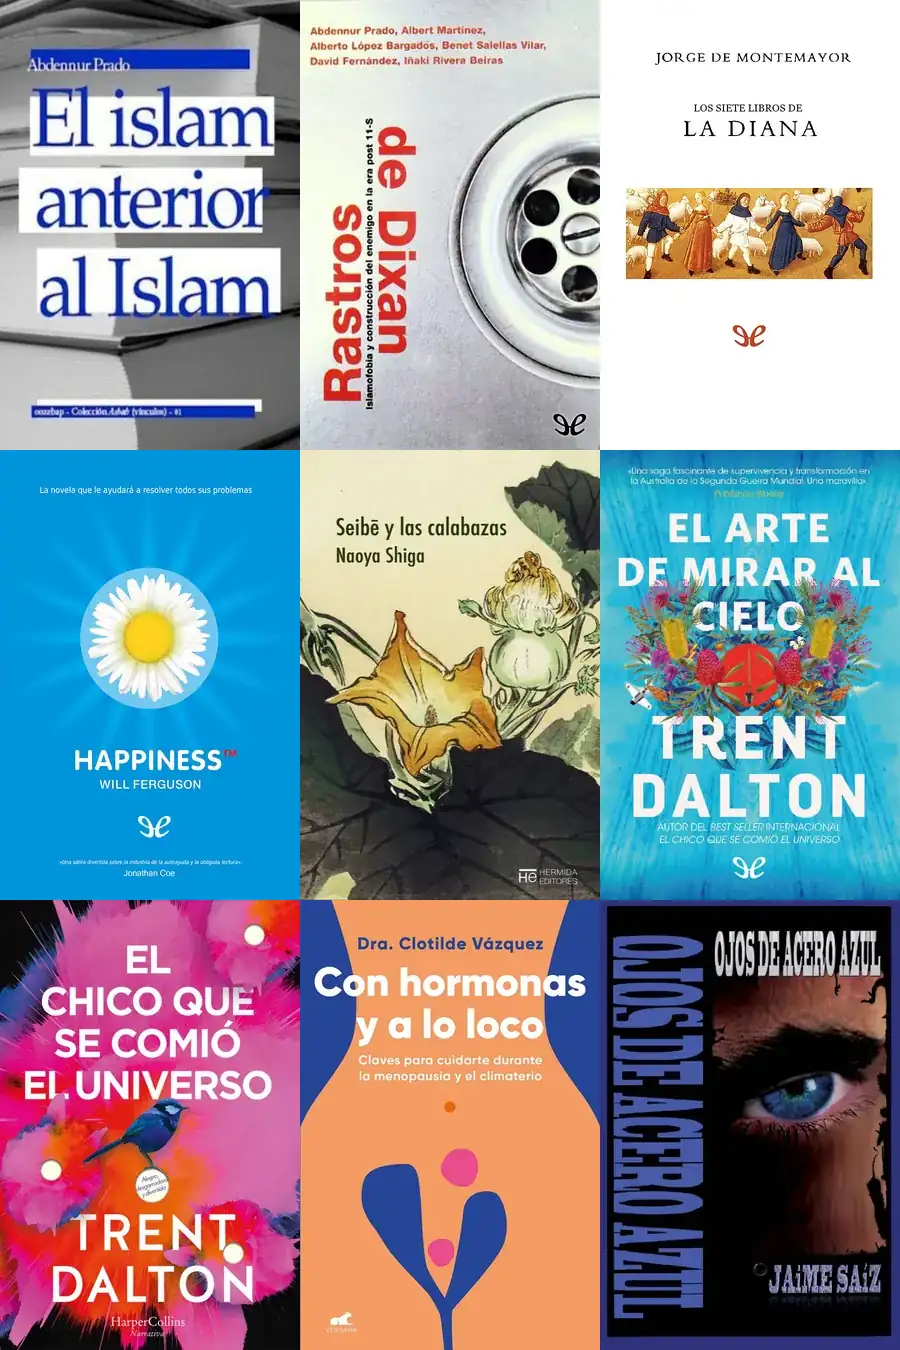 Abdennur Prado
El islam
anterior
al Islam
oozebap - Colección Asbab (vínculos) - #1
Abdennur Prado, Albert Martínez,
Alberto López Bargados, Benet Salellas Vilar,
David Fernàndez, Iñaki Rivera Beiras
Rastros
de Dixan
Islamofobia y construcción del enemigo en la era post 11-S
JORGE DE MONTEMAYOR
LOS SIETE LIBROS DE
LA DIANA
La novela que le ayudará a resolver todos sus problemas
HAPPINESS™
WILL FERGUSON
«Una sátira divertida sobre la industria de la autoayuda y la obligada lectura».
Jonathan Coe
Seibē y las calabazas
Naoya Shiga
Hē HERMIDA
EDITORES
«Una saga fascinante de supervivencia y transformación en
la Australia de la Segunda Guerra Mundial. Una maravilla».
Publishers Weekly
EL ARTE
DE MIRAR AL
CIELO
TRENT
DALTON
AUTOR DEL BEST SELLER INTERNACIONAL
EL CHICO QUE SE COMIÓ EL UNIVERSO
EL
CHICO QUE
SE COMIÓ
EL UNIVERSO
Alegre,
desgarradora
y divertida
TRENT
DALTON
HarperCollins
Narrativa
Dra. Clotilde Vázquez
Con hormonas
y a lo loco
Claves para cuidarte durante
la menopausia y el climaterio
VERGARA
OJOS DE ACERO AZUL
OJOS DE ACERO AZUL
JAiME SAíZ